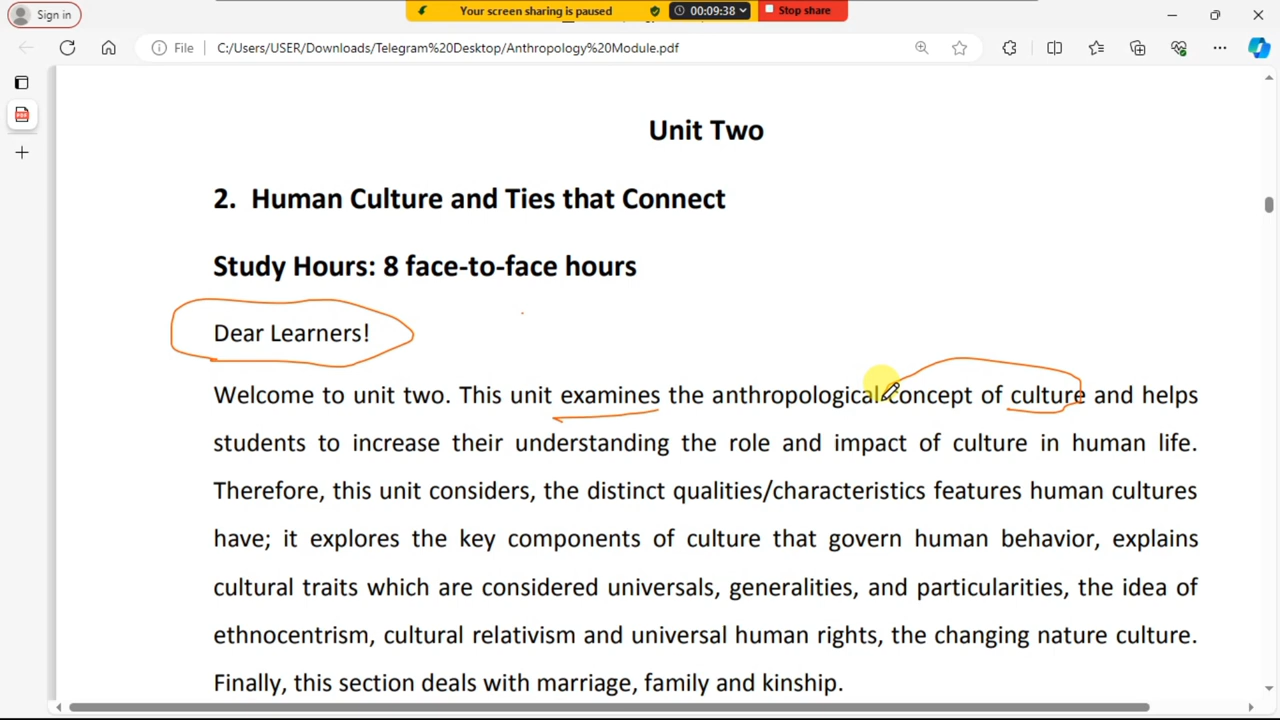 Sign in
Your screen sharing is paused
00:09:38
Stop share
File
C:/Users/USER/Downloads/Telegram%20Desktop/Anthropology%20Module.pdf
Unit Two
2. Human Culture and Ties that Connect
Study Hours: 8 face-to-face hours
Dear Learners!
Welcome to unit two. This unit examines the anthropological concept of culture and helps
students to increase their understanding the role and impact of culture in human life.
Therefore, this unit considers, the distinct qualities/characteristics features human cultures
have; it explores the key components of culture that govern human behavior, explains
cultural traits which are considered universals, generalities, and particularities, the idea of
ethnocentrism, cultural relativism and universal human rights, the changing nature culture.
Finally, this section deals with marriage, family and kinship.